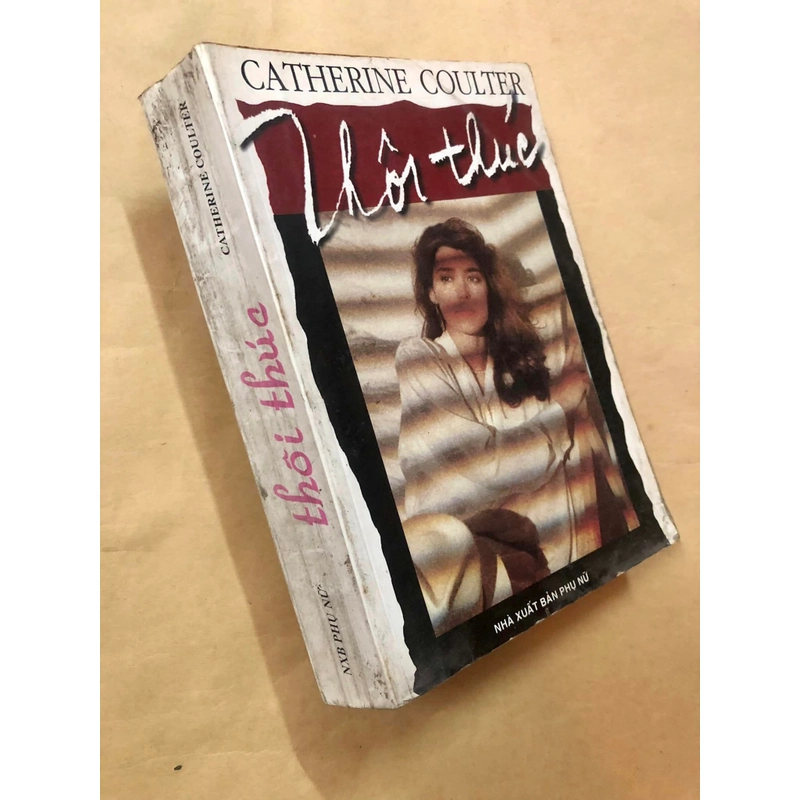 CATHERINE COULTER
Thôi thúc
NHÀ XUẤT BẢN PHỤ NỮ
CATHERINE COULTER
thôi thúc
NXB PHỤ NỮ